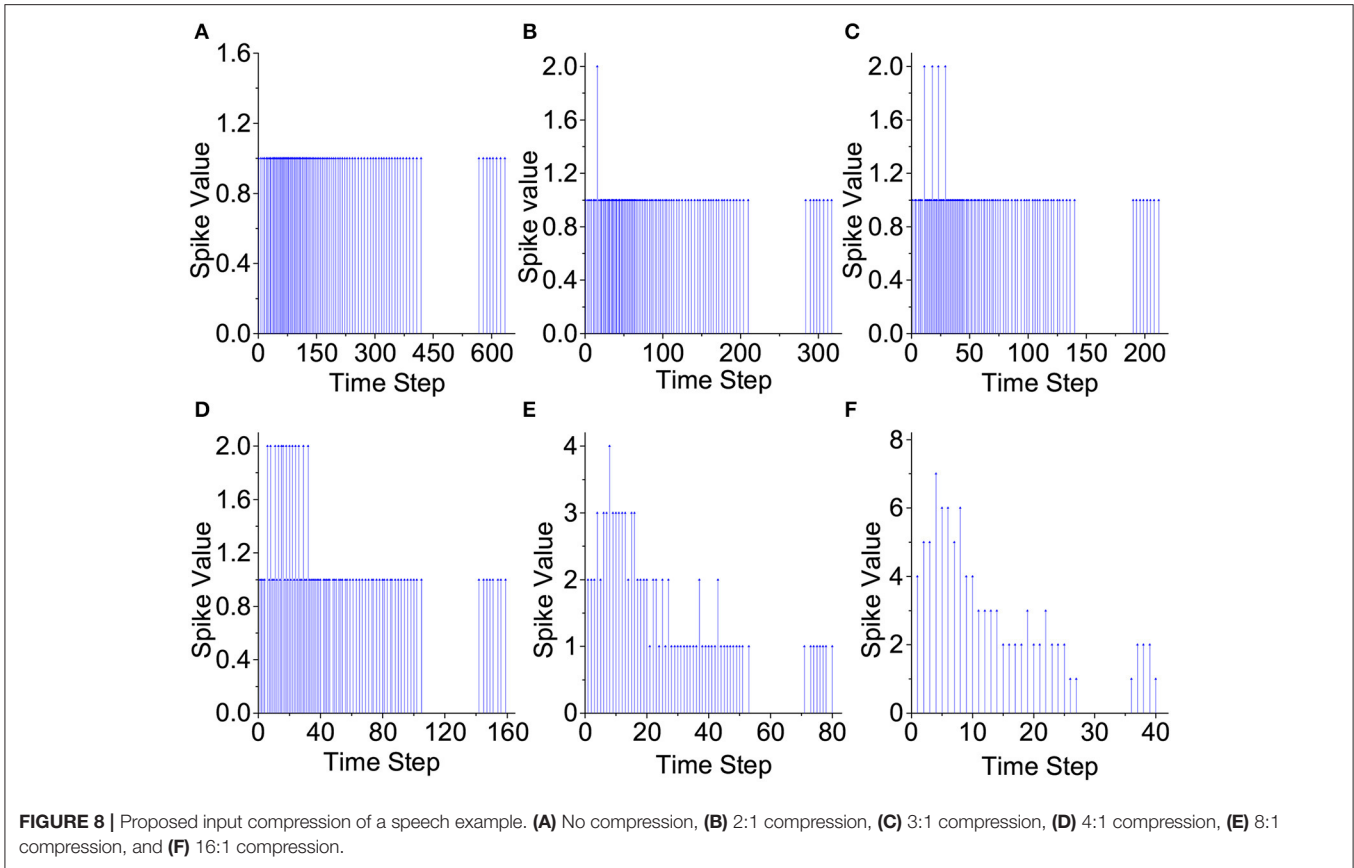 A
1.6
1.2
0.8
0.4
0.0
Spike Value
0 150 300 450 600
Time Step
B
2.0
1.6
1.2
0.8
0.4
0.0
Spike value
0 100 200 300
Time Step
C
2.0
1.6
1.2
0.8
0.4
0.0
Spike Value
0 50 100 150 200
Time Step
D
2.0
1.6
1.2
0.8
0.4
0.0
Spike Value
0 40 80 120 160
Time Step
E
4
3
2
1
0
Spike Value
0 20 40 60 80
Time Step
F
8
6
4
2
0
Spike Value
0 10 20 30 40
Time Step
FIGURE 8 | Proposed input compression of a speech example. (A) No compression, (B) 2:1 compression, (C) 3:1 compression, (D) 4:1 compression, (E) 8:1
compression, and (F) 16:1 compression.